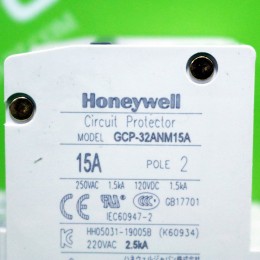 Honeywell
Circuit Protector
MODEL GCP-32ANM15A
15A POLE 2
250VAC 1.5kA 120VDC 1.5kA
CE CCC GB17701
IEC60947-2
HH05031-19005B (K60934)
220VAC 2.5kA